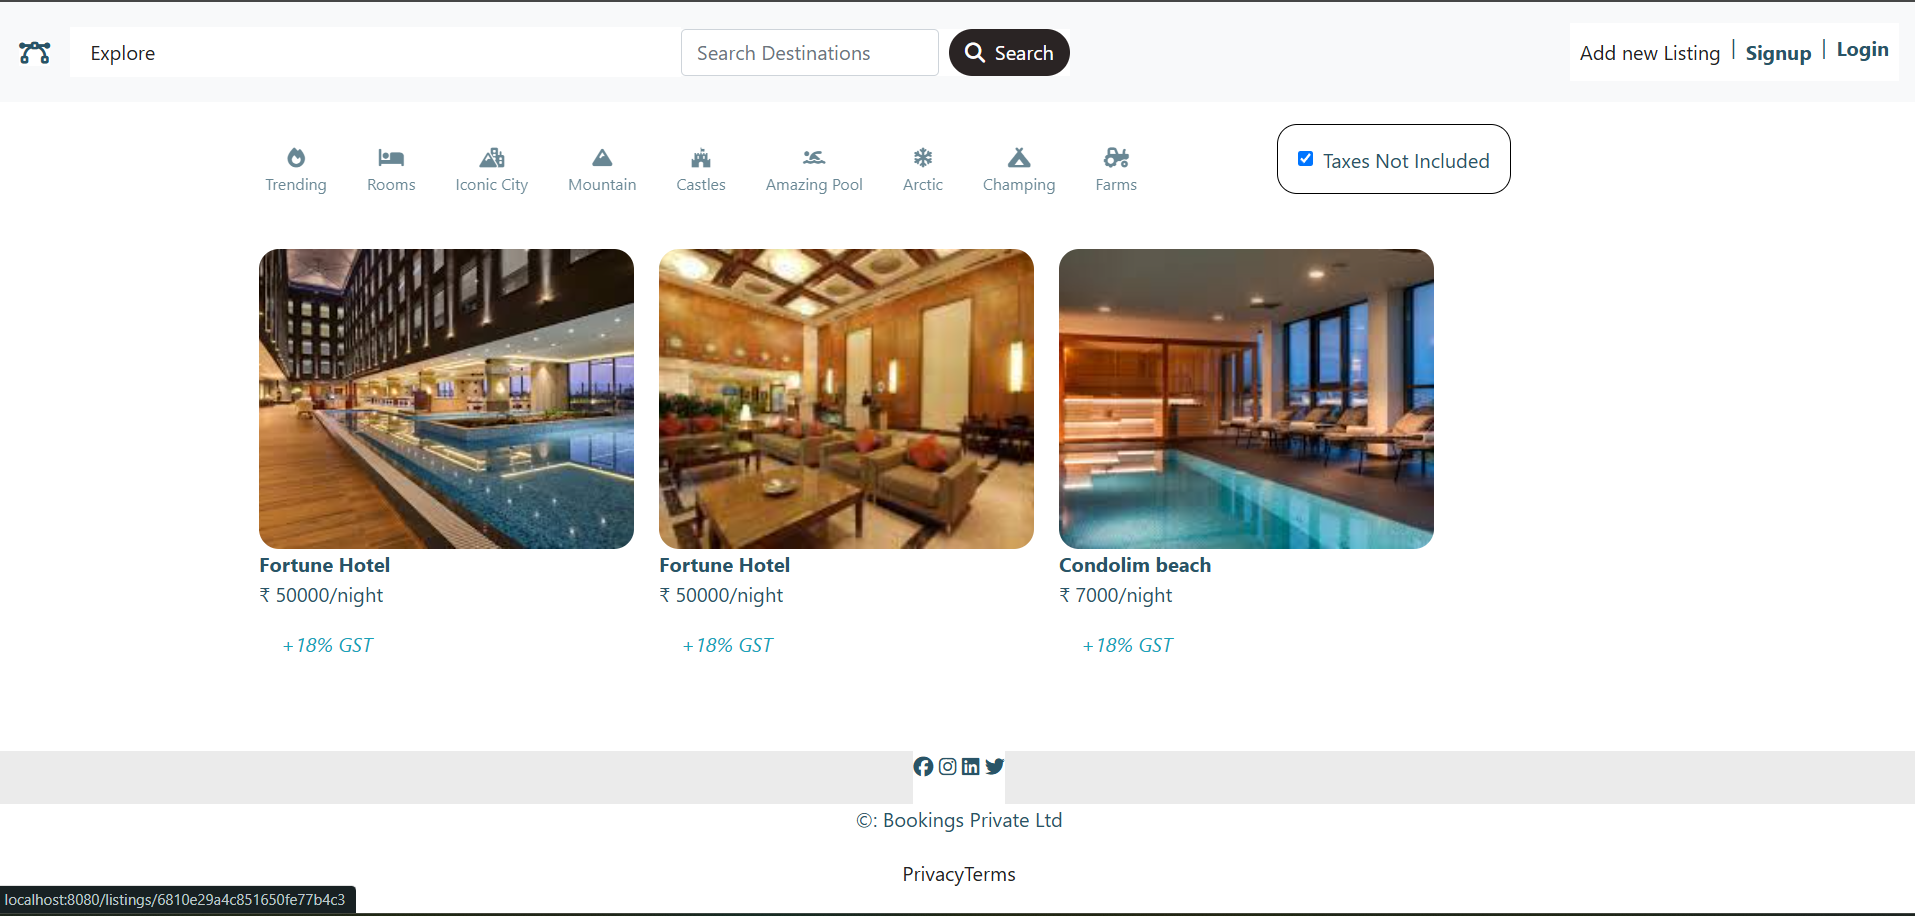 Explore
Search Destinations
Search
Add new Listing | Signup | Login
Trending
Rooms
Iconic City
Mountain
Castles
Amazing Pool
Arctic
Champing
Farms
Taxes Not Included
Fortune Hotel
₹ 50000/night
+18% GST
Fortune Hotel
₹ 50000/night
+18% GST
Condolim beach
₹ 7000/night
+18% GST
©: Bookings Private Ltd
PrivacyTerms
localhost:8080/listings/6810e29a4c851650fe77b4c3